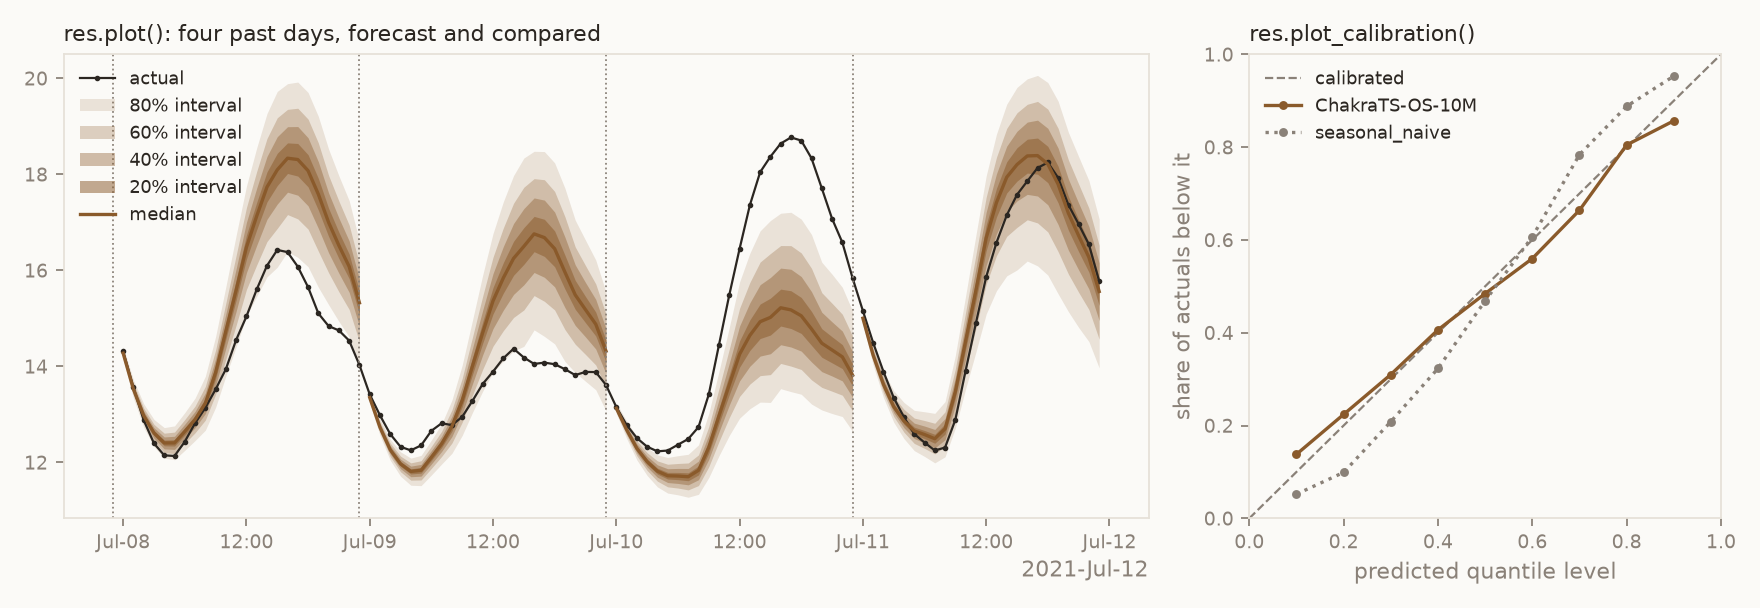 res.plot(): four past days, forecast and compared
actual
80% interval
60% interval
40% interval
20% interval
median
20
18
16
14
12
Jul-08
12:00
Jul-09
12:00
Jul-10
12:00
Jul-11
12:00
Jul-12
2021-Jul-12
res.plot_calibration()
calibrated
ChakraTS-OS-10M
seasonal_naive
share of actuals below it
1.0
0.8
0.6
0.4
0.2
0.0
0.0
0.2
0.4
0.6
0.8
1.0
predicted quantile level